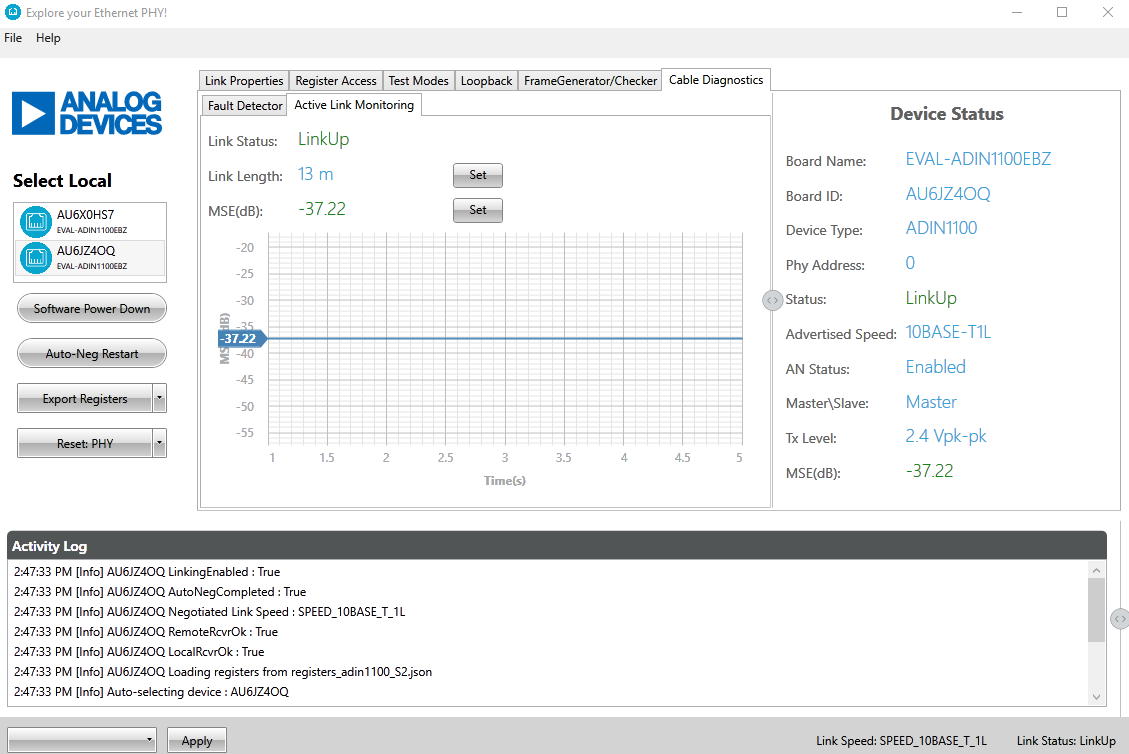 Explore your Ethernet PHY!
File Help
ANALOG
DEVICES
Select Local
AU6X0HS7
EVAL-ADIN1100EBZ
AU6JZ4OQ
EVAL-ADIN1100EBZ
Software Power Down
Auto-Neg Restart
Export Registers
Reset: PHY
Link Properties Register Access Test Modes Loopback FrameGenerator/Checker Cable Diagnostics
Fault Detector Active Link Monitoring
Link Status: LinkUp
Link Length: 13 m Set
MSE(dB): -37.22 Set
-20
-25
-30
-35
-37.22
-40
-45
-50
-55
1 1.5 2 2.5 3 3.5 4 4.5 5
Time(s)
Device Status
Board Name: EVAL-ADIN1100EBZ
Board ID: AU6JZ4OQ
Device Type: ADIN1100
Phy Address: 0
Status: LinkUp
Advertised Speed: 10BASE-T1L
AN Status: Enabled
Master\Slave: Master
Tx Level: 2.4 Vpk-pk
MSE(dB): -37.22
Activity Log
2:47:33 PM [Info] AU6JZ4OQ LinkingEnabled : True
2:47:33 PM [Info] AU6JZ4OQ AutoNegCompleted : True
2:47:33 PM [Info] AU6JZ4OQ Negotiated Link Speed : SPEED_10BASE_T_1L
2:47:33 PM [Info] AU6JZ4OQ RemoteRcvrOk : True
2:47:33 PM [Info] AU6JZ4OQ LocalRcvrOk : True
2:47:33 PM [Info] AU6JZ4OQ Loading registers from registers_adin1100_S2.json
2:47:33 PM [Info] Auto-selecting device : AU6JZ4OQ
Apply
Link Speed: SPEED_10BASE_T_1L Link Status: LinkUp